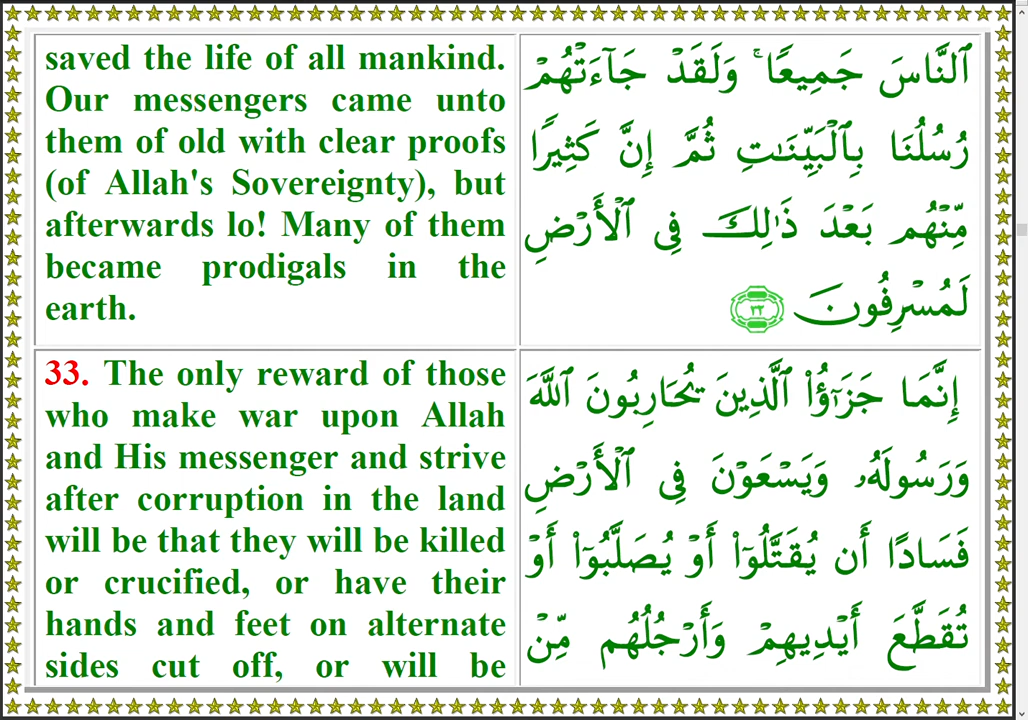 saved the life of all mankind.
Our messengers came unto
them of old with clear proofs
(of Allah's Sovereignty), but
afterwards lo! Many of them
became prodigals in the
earth.
ٱلنَّاسَ جَمِيعًا ۚ وَلَقَدْ جَآءَتْهُمْ
رُسُلُنَا بِٱلْبَيِّنَـٰتِ ثُمَّ إِنَّ كَثِيرًا
مِّنْهُم بَعْدَ ذَٰلِكَ فِى ٱلْأَرْضِ
لَمُسْرِفُونَ ٣٢
33. The only reward of those
who make war upon Allah
and His messenger and strive
after corruption in the land
will be that they will be killed
or crucified, or have their
hands and feet on alternate
sides cut off, or will be
إِنَّمَا جَزَٰٓؤُا۟ ٱلَّذِينَ يُحَارِبُونَ ٱللَّهَ
وَرَسُولَهُۥ وَيَسْعَوْنَ فِى ٱلْأَرْضِ
فَسَادًا أَن يُقَتَّلُوٓا۟ أَوْ يُصَلَّبُوٓا۟ أَوْ
تُقَطَّعَ أَيْدِيهِمْ وَأَرْجُلُهُم مِّنْ